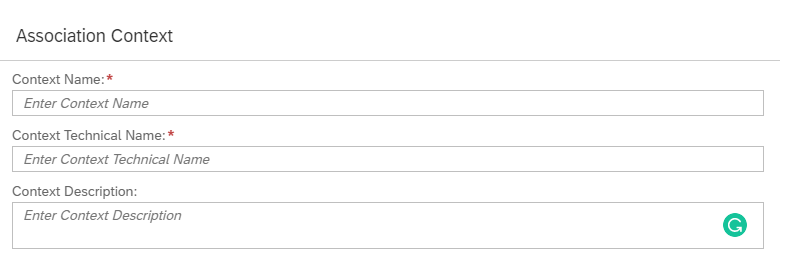 Association Context
Context Name:*
Enter Context Name
Context Technical Name:*
Enter Context Technical Name
Context Description:
Enter Context Description